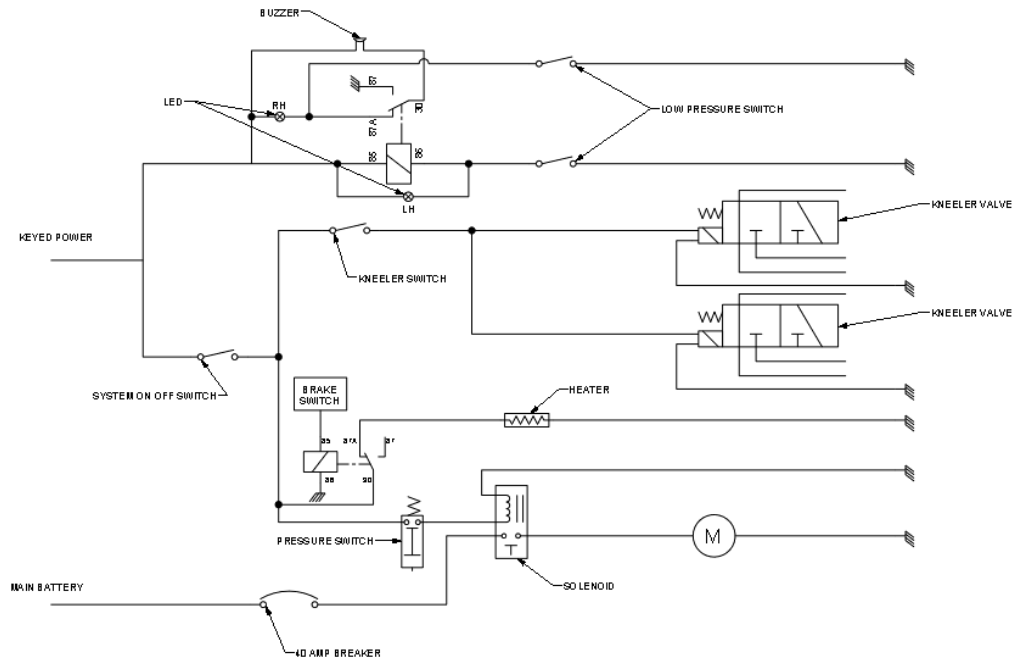 BUZZER
87
30
LED
RH
LOW PRESSURE SWITCH
87A
85
86
LH
KNEELER VALVE
KEYED POWER
KNEELER SWITCH
KNEELER VALVE
SYSTEM ON OFF SWITCH
BRAKE
SWITCH
HEATER
85
87A
87
86
30
PRESSURE SWITCH
M
SOLENOID
MAIN BATTERY
40 AMP BREAKER